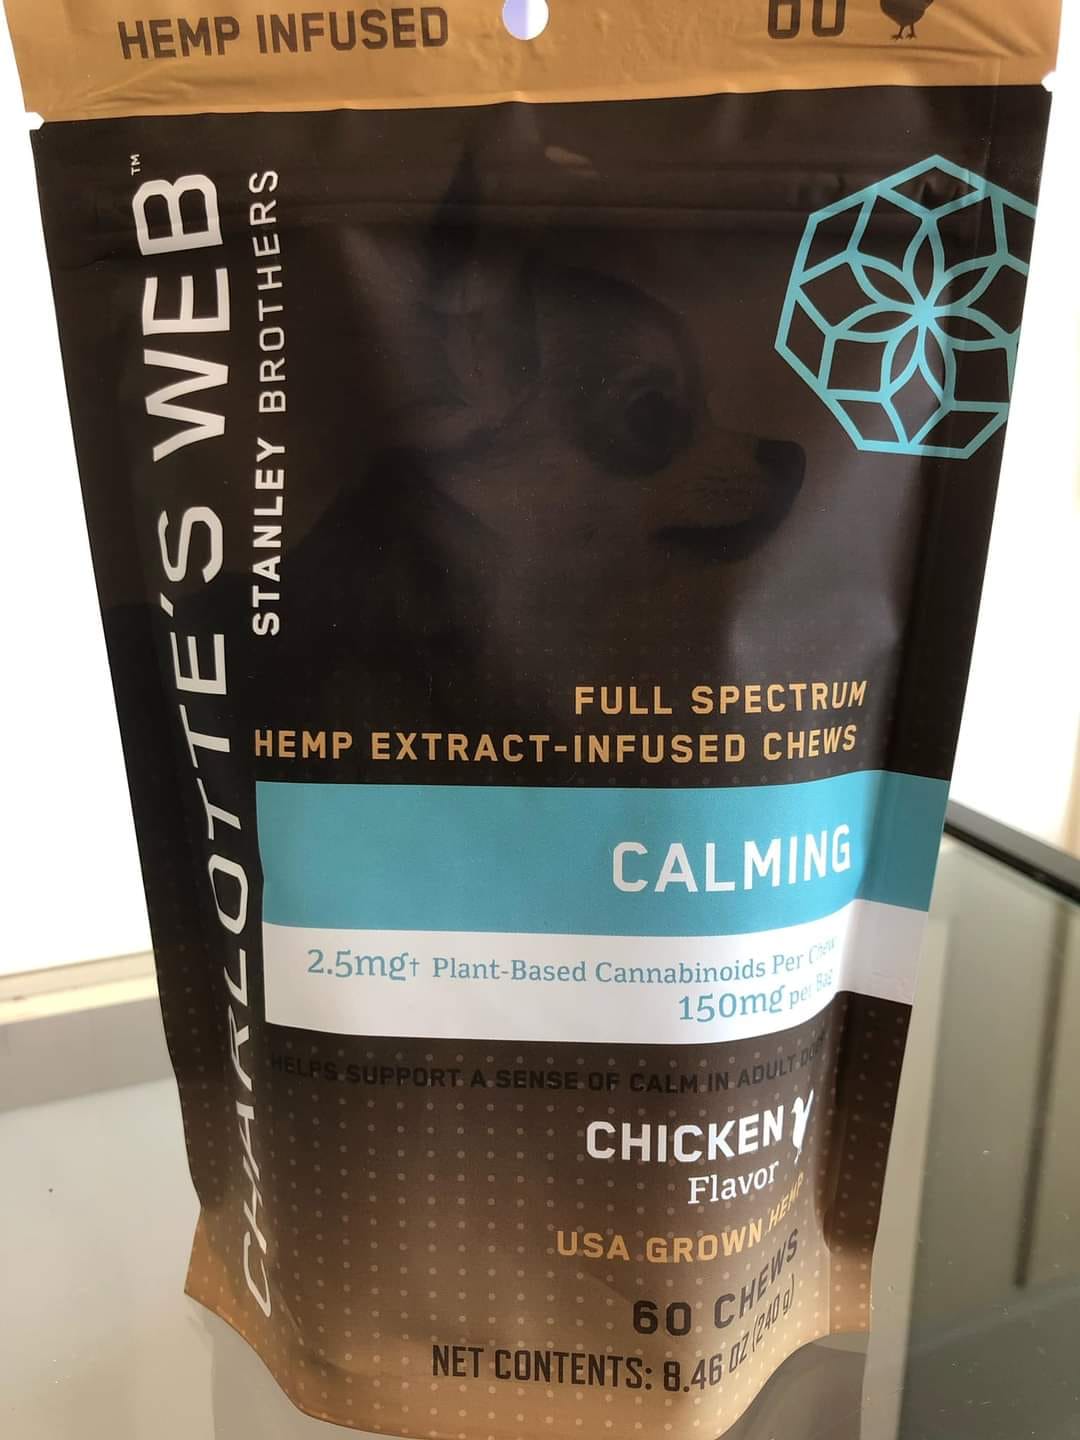 HEMP INFUSED
60
CHARLOTTE'S WEB™
STANLEY BROTHERS
FULL SPECTRUM
HEMP EXTRACT-INFUSED CHEWS
CALMING
2.5mg† Plant-Based Cannabinoids Per Chew
150mg per Bag
HELPS SUPPORT A SENSE OF CALM IN ADULT
CHICKEN
Flavor
USA GROWN HEMP
60 CHEWS
NET CONTENTS: 8.46 OZ (240 g)